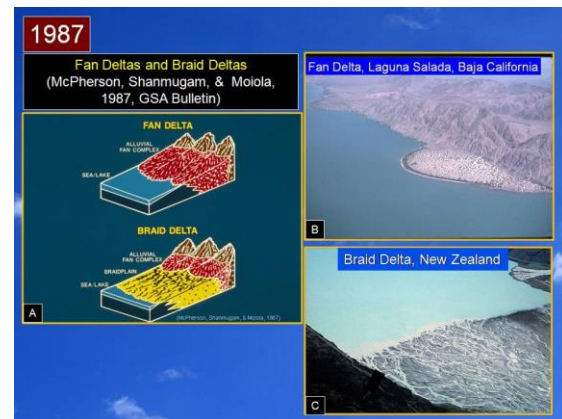 1987
Fan Deltas and Braid Deltas
(McPherson, Shanmugam, & Moiola,
1987, GSA Bulletin)
FAN DELTA
ALLUVIAL
FAN COMPLEX
SEA/LAKE
BRAID DELTA
ALLUVIAL
FAN COMPLEX
BRAIDPLAIN
SEA/LAKE
(McPherson, Shanmugam, & Moiola, 1987)
A
Fan Delta, Laguna Salada, Baja California
B
Braid Delta, New Zealand
C